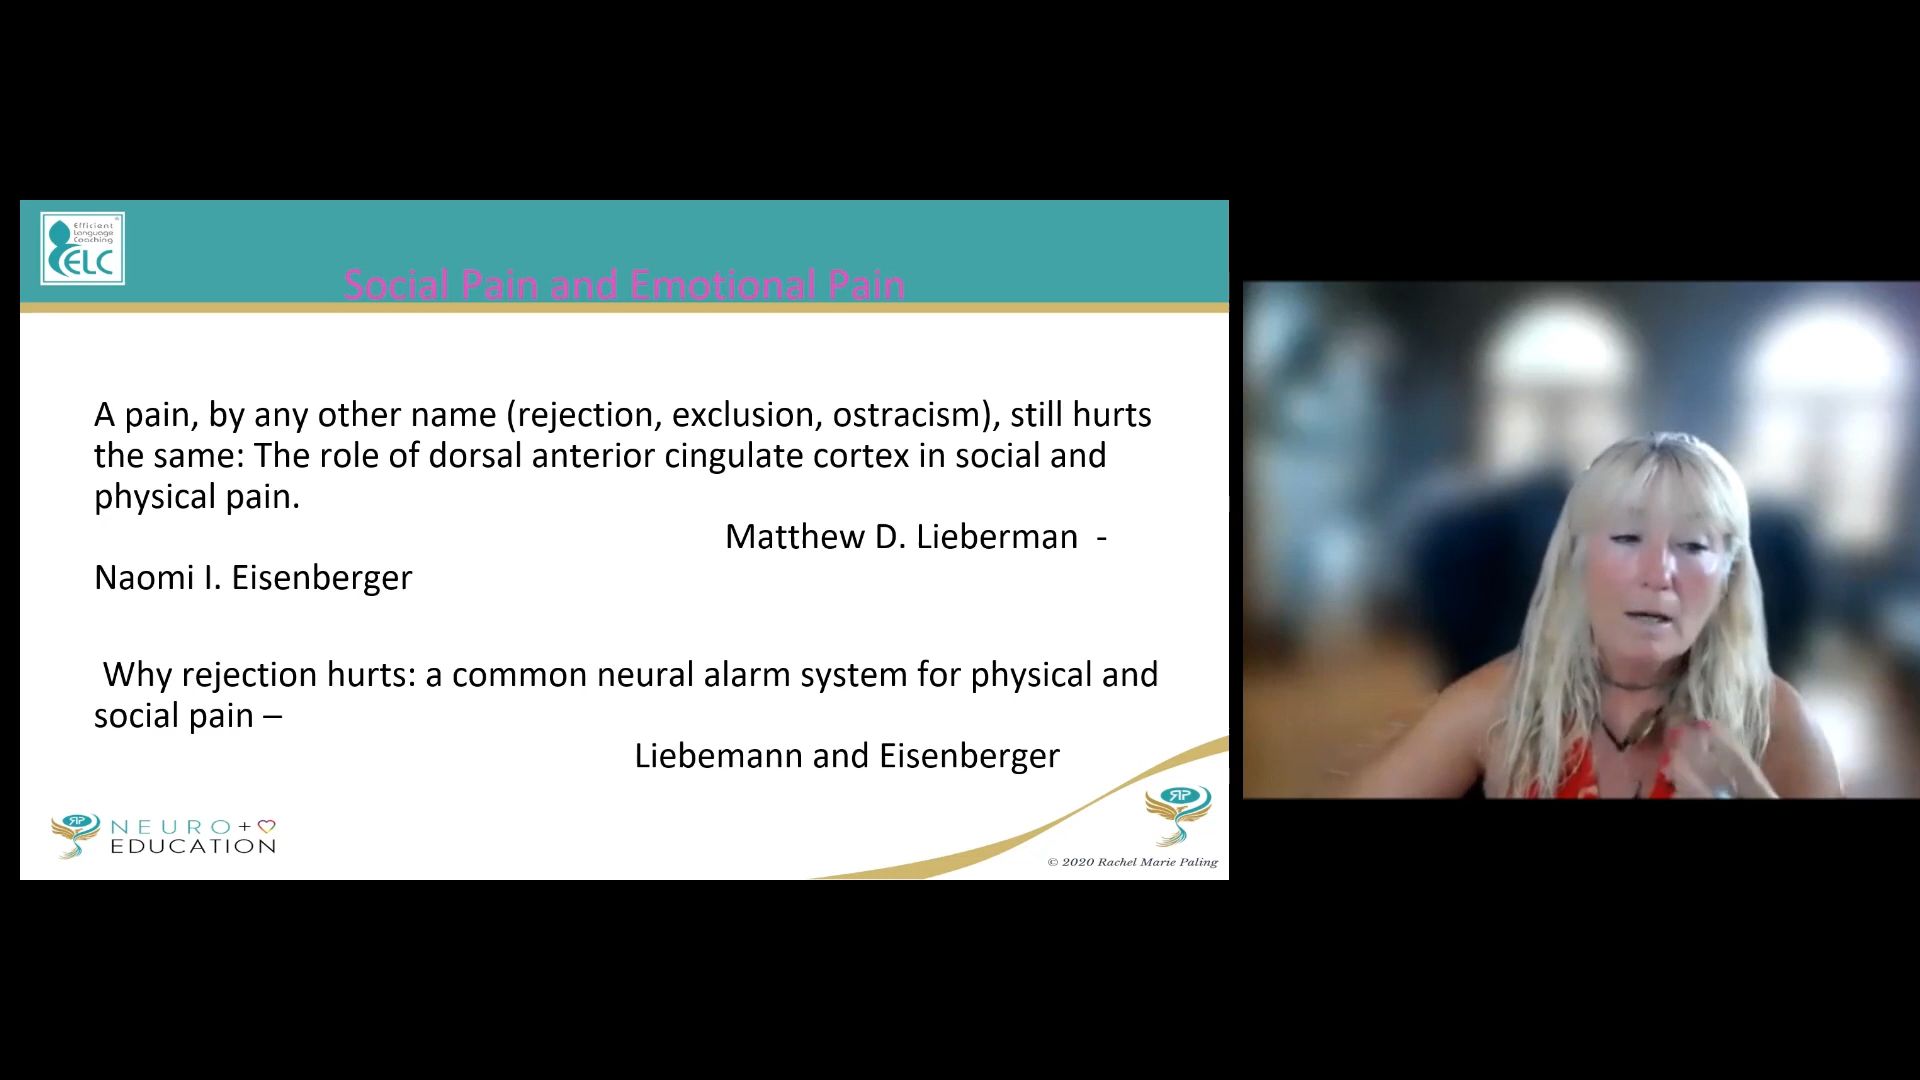 Efficient
Language
Coaching
ELC
Social Pain and Emotional Pain
A pain, by any other name (rejection, exclusion, ostracism), still hurts
the same: The role of dorsal anterior cingulate cortex in social and
physical pain.
Matthew D. Lieberman -
Naomi I. Eisenberger
Why rejection hurts: a common neural alarm system for physical and
social pain –
Liebemann and Eisenberger
NEURO+
EDUCATION
© 2020 Rachel Marie Paling